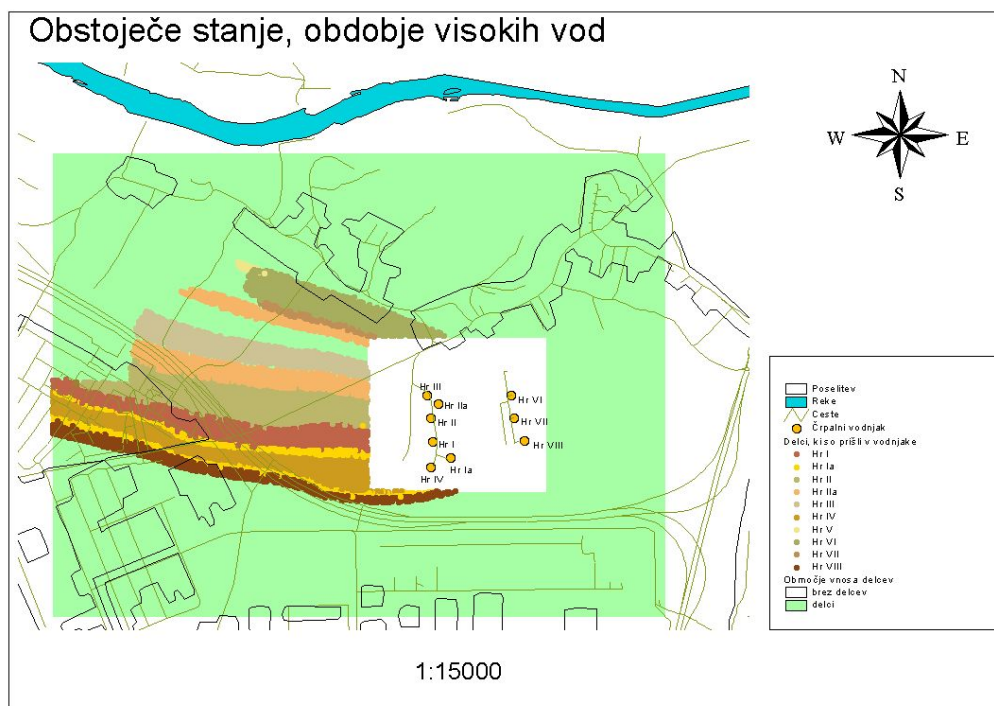 Obstoječe stanje, obdobje visokih vod
N
W E
S
Hr III
Hr IIa
Hr II
Hr I
Hr Ia
Hr IV
Hr VI
Hr VII
Hr VIII
Poselitev
Reke
Ceste
Črpalni vodnjak
Delci, ki so prišli v vodnjake
Hr I
Hr Ia
Hr II
Hr IIa
Hr III
Hr IV
Hr V
Hr VI
Hr VII
Hr VIII
Območje vnosa delcev
brez delcev
delci
1:15000